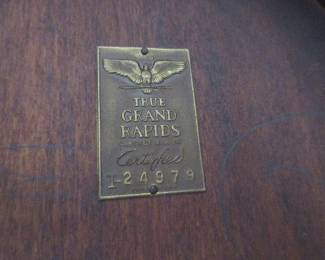 TRUE
GRAND
RAPIDS
Certified
I-24979